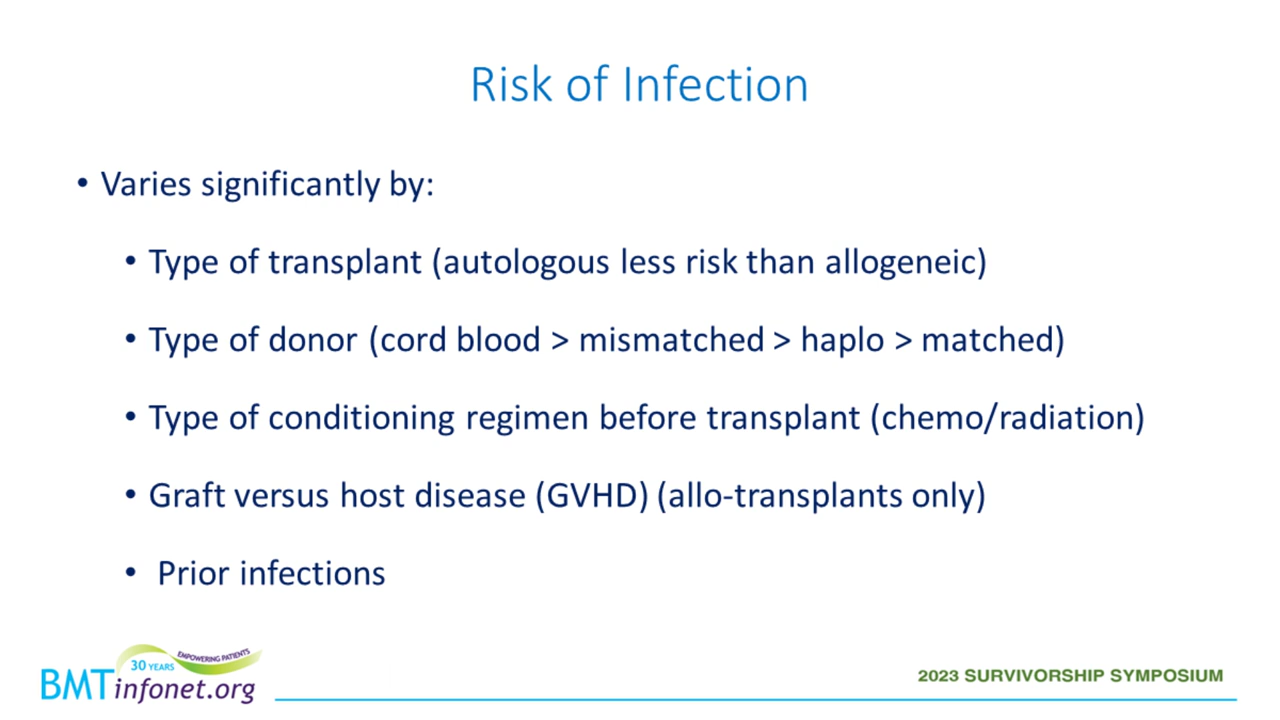 Risk of Infection
• Varies significantly by:
• Type of transplant (autologous less risk than allogeneic)
• Type of donor (cord blood > mismatched > haplo > matched)
• Type of conditioning regimen before transplant (chemo/radiation)
• Graft versus host disease (GVHD) (allo-transplants only)
• Prior infections
30 YEARS EMPOWERING PATIENTS
BMTinfonet.org
2023 SURVIVORSHIP SYMPOSIUM